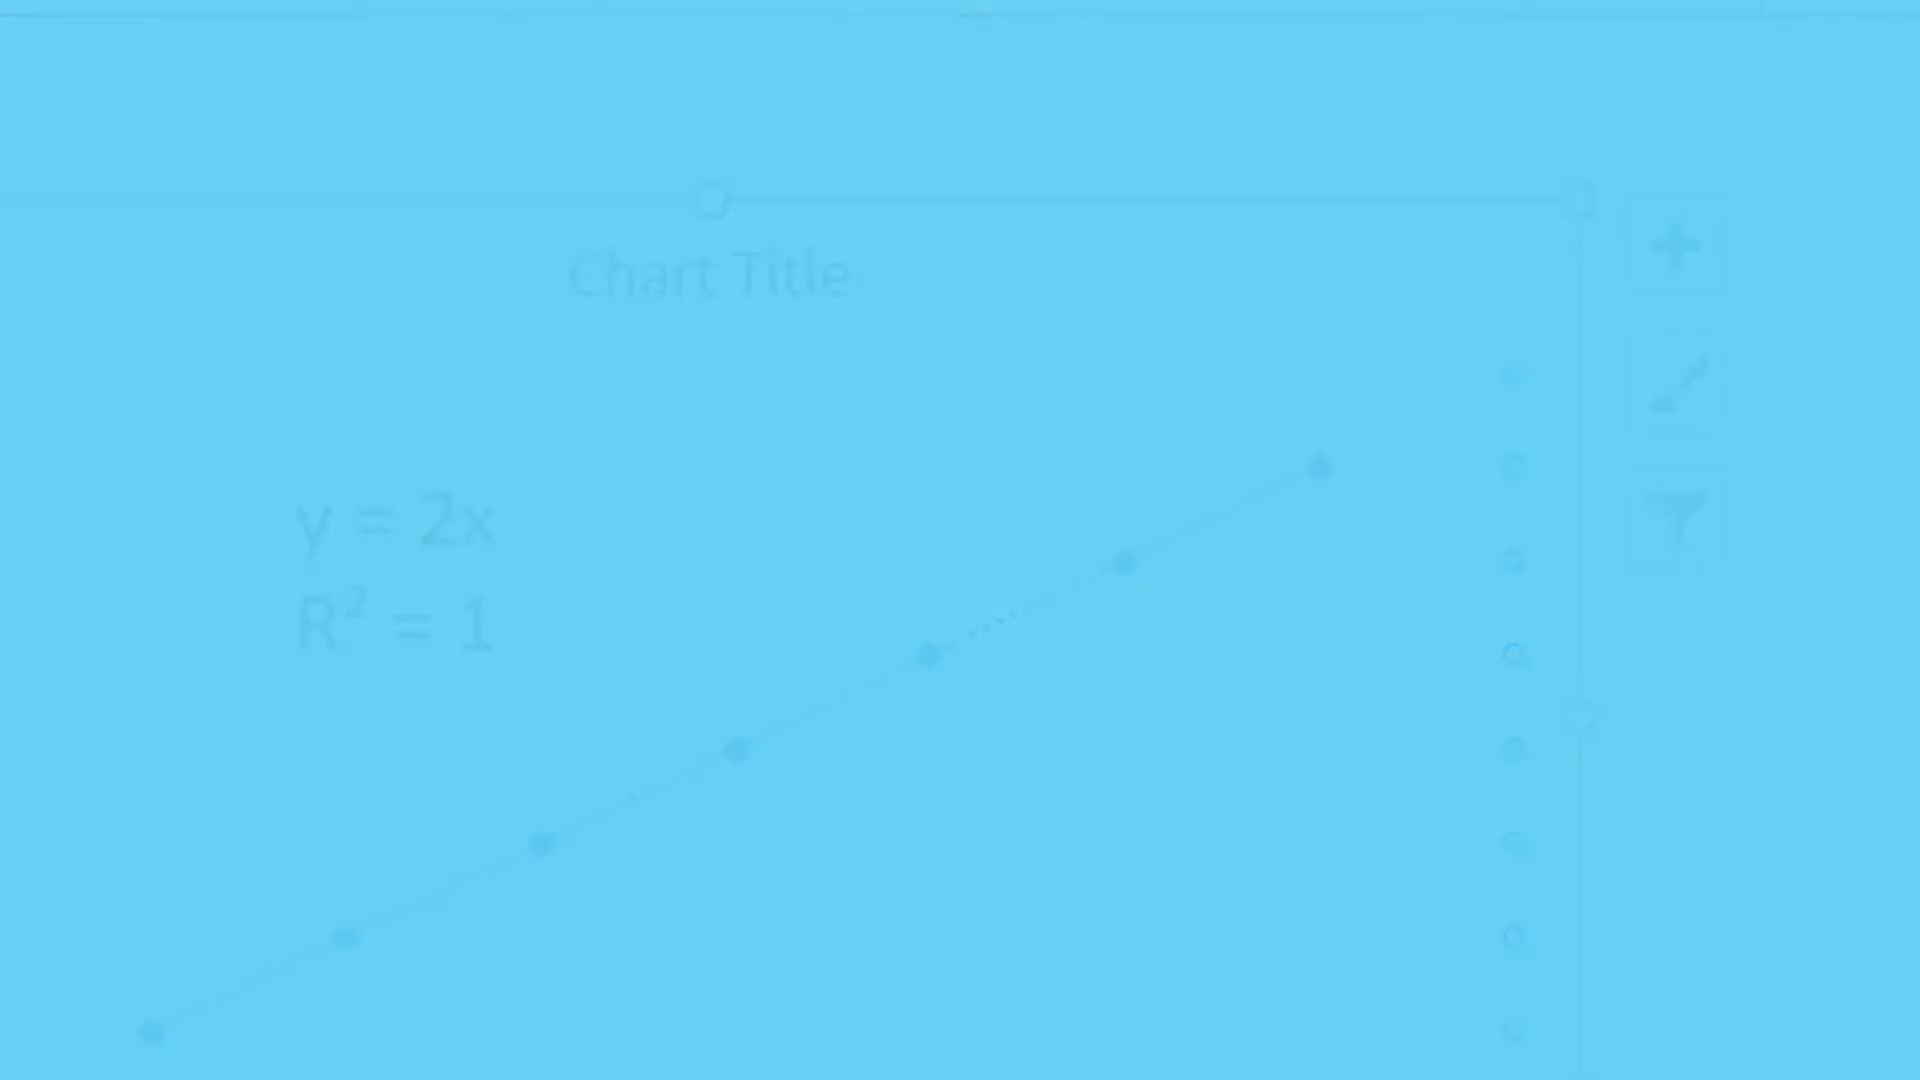 Chart Title
y = 2x
R² = 1